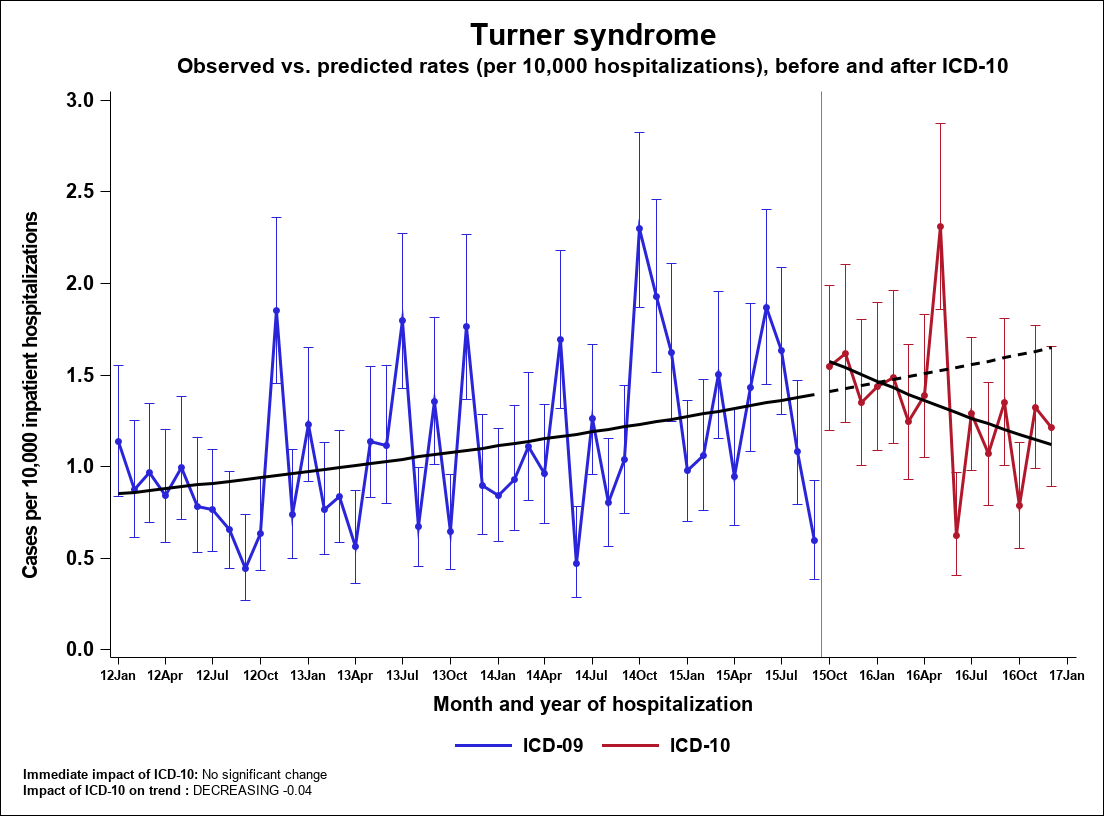 Turner syndrome
Observed vs. predicted rates (per 10,000 hospitalizations), before and after ICD-10
Cases per 10,000 inpatient hospitalizations
3.0
2.5
2.0
1.5
1.0
0.5
0.0
12Jan 12Apr 12Jul 12Oct 13Jan 13Apr 13Jul 13Oct 14Jan 14Apr 14Jul 14Oct 15Jan 15Apr 15Jul 15Oct 16Jan 16Apr 16Jul 16Oct 17Jan
Month and year of hospitalization
ICD-09 ICD-10
Immediate impact of ICD-10: No significant change
Impact of ICD-10 on trend : DECREASING -0.04